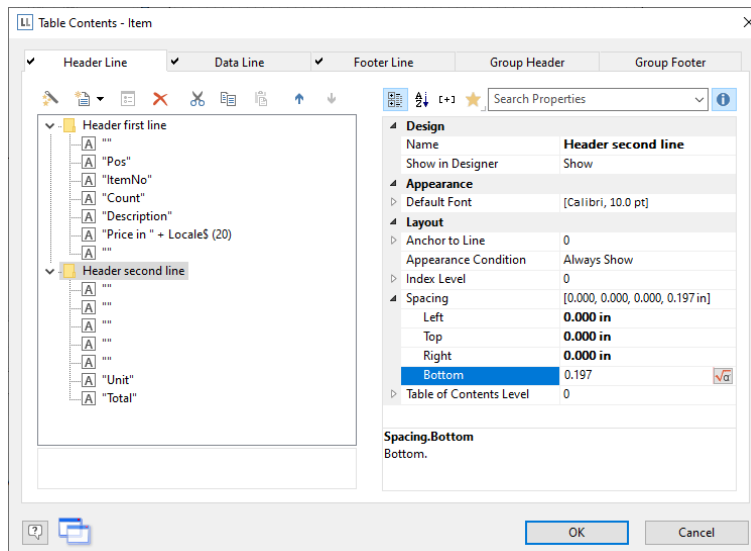 LL Table Contents - Item
Header Line Data Line Footer Line Group Header Group Footer
Search Properties
Header first line
A ""
A "Pos"
A "ItemNo"
A "Count"
A "Description"
A "Price in " + Locale$ (20)
A ""
Header second line
A ""
A ""
A ""
A ""
A ""
A "Unit"
A "Total"
Design
Name Header second line
Show in Designer Show
Appearance
Default Font [Calibri, 10.0 pt]
Layout
Anchor to Line 0
Appearance Condition Always Show
Index Level 0
Spacing [0.000, 0.000, 0.000, 0.197 in]
Left 0.000 in
Top 0.000 in
Right 0.000 in
Bottom 0.197
Table of Contents Level 0
Spacing.Bottom
Bottom.
OK Cancel